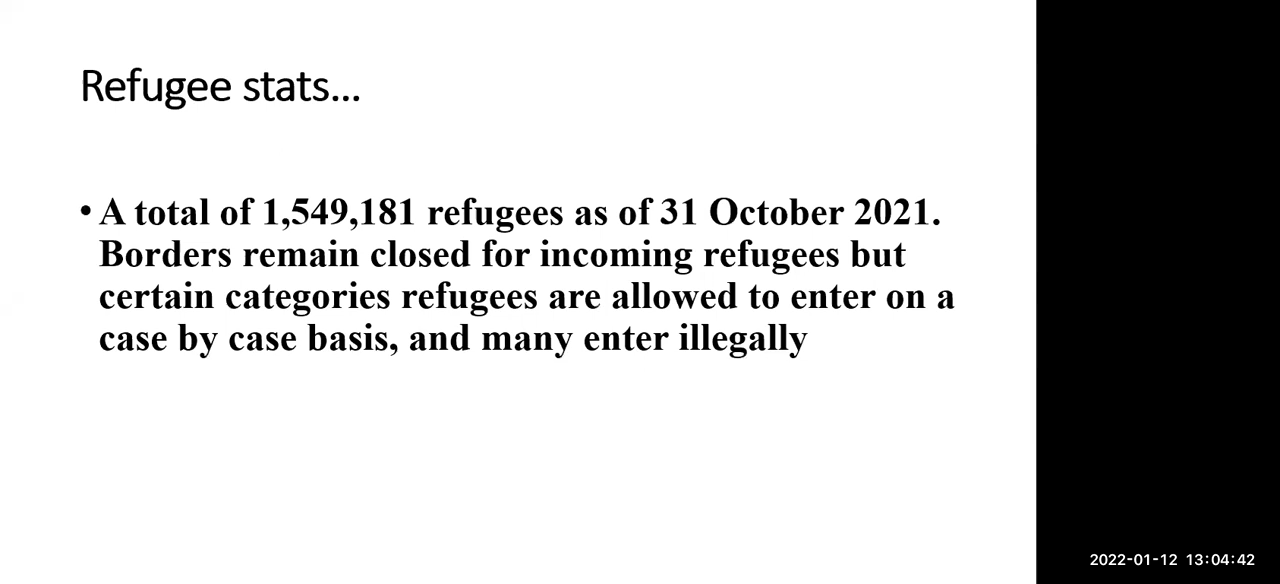 Refugee stats...
• A total of 1,549,181 refugees as of 31 October 2021.
Borders remain closed for incoming refugees but
certain categories refugees are allowed to enter on a
case by case basis, and many enter illegally
2022-01-12 13:04:42